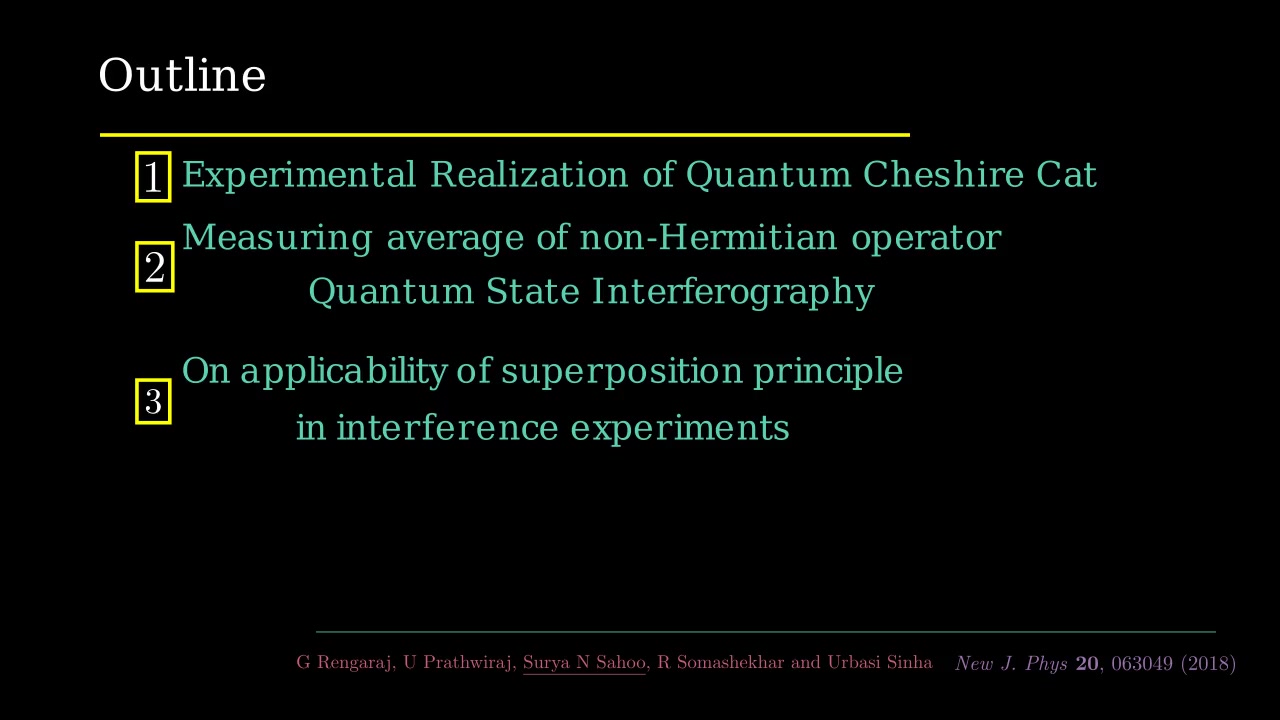 Outline
1 Experimental Realization of Quantum Cheshire Cat
2 Measuring average of non-Hermitian operator
Quantum State Interferography
3 On applicability of superposition principle
in interference experiments
G Rengaraj, U Prathwiraj, Surya N Sahoo, R Somashekhar and Urbasi Sinha New J. Phys 20, 063049 (2018)